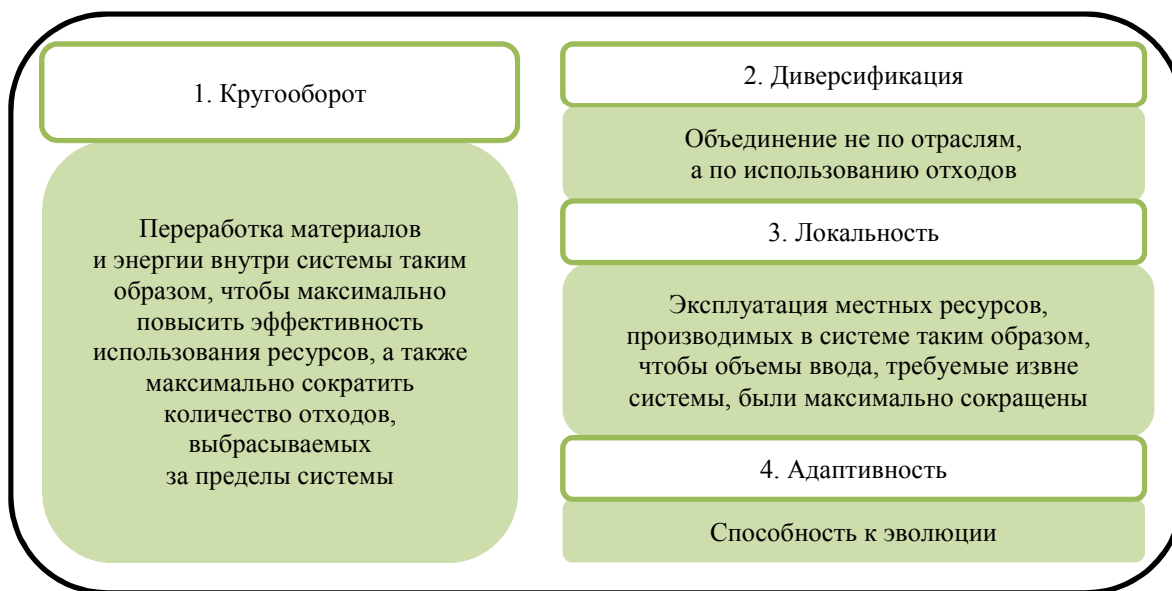 1. Кругооборот
Переработка материалов
и энергии внутри системы таким
образом, чтобы максимально
повысить эффективность
использования ресурсов, а также
максимально сократить
количество отходов,
выбрасываемых
за пределы системы
2. Диверсификация
Объединение не по отраслям,
а по использованию отходов
3. Локальность
Эксплуатация местных ресурсов,
производимых в системе таким образом,
чтобы объемы ввода, требуемые извне
системы, были максимально сокращены
4. Адаптивность
Способность к эволюции